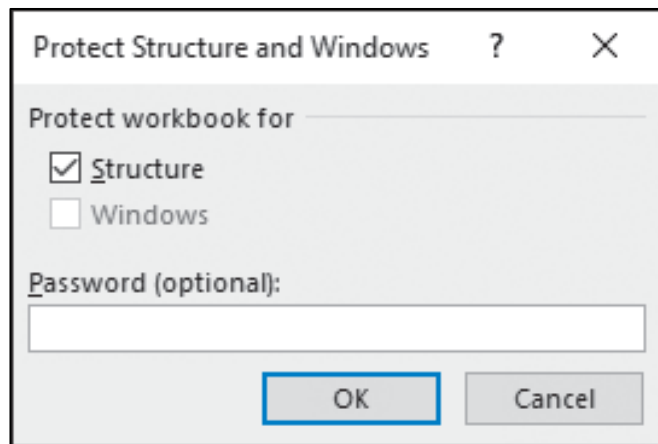 Protect Structure and Windows ?
Protect workbook for
Structure
Windows
Password (optional):
OK Cancel